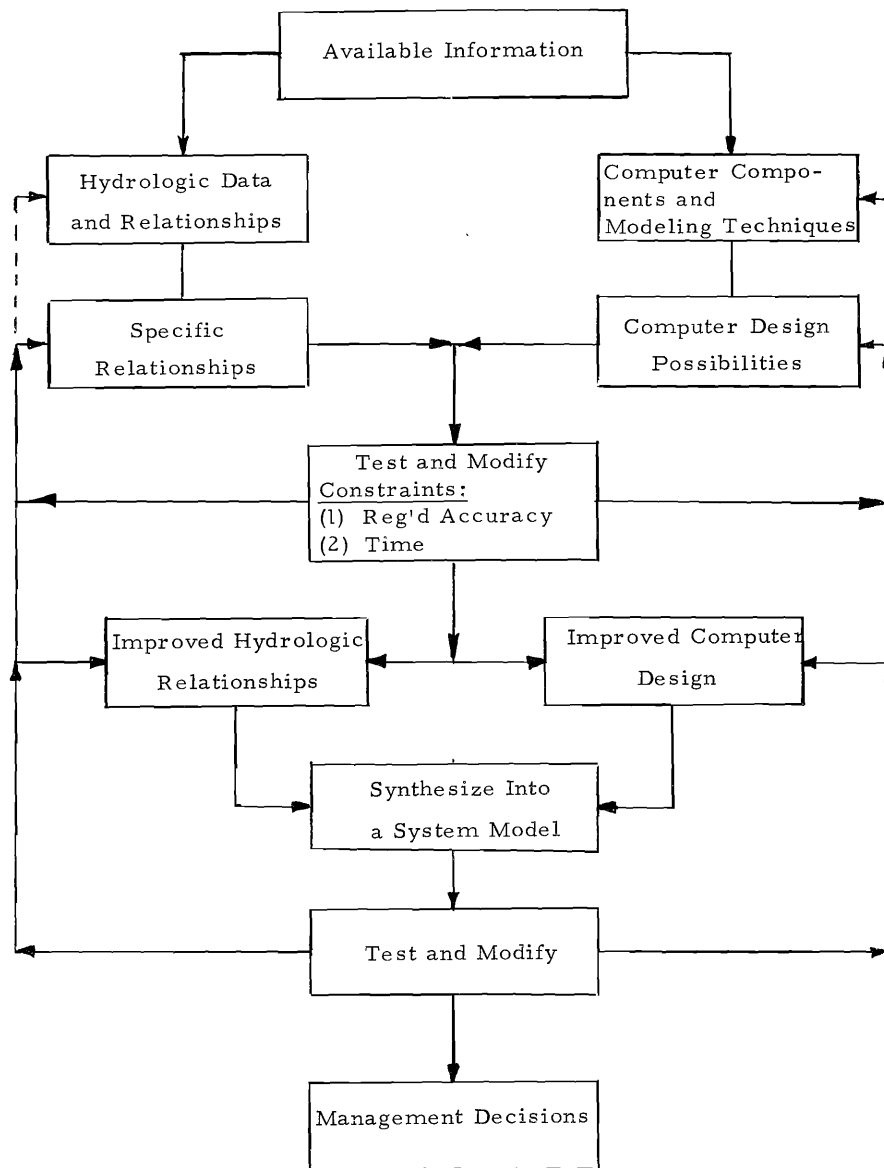 Available Information
Hydrologic Data
and Relationships
Computer Compo-
nents and
Modeling Techniques
Specific
Relationships
Computer Design
Possibilities
Test and Modify
Constraints:
(1) Reg'd Accuracy
(2) Time
Improved Hydrologic
Relationships
Improved Computer
Design
Synthesize Into
a System Model
Test and Modify
Management Decisions